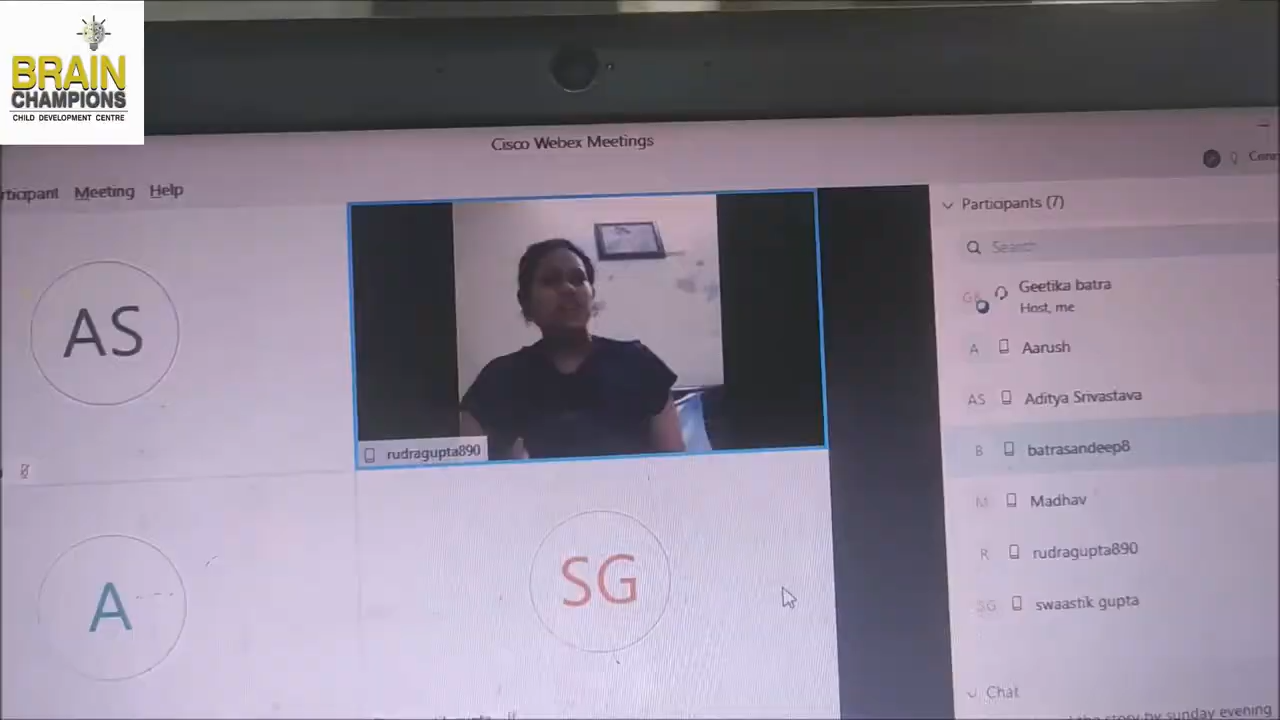 BRAIN
CHAMPIONS
CHILD DEVELOPMENT CENTRE
Cisco Webex Meetings
Meeting Help
Participants (7)
Search
Geetika batra
Host, me
A Aarush
AS
AS Aditya Srivastava
B batrasandeep8
rudragupta890
M Madhav
R rudragupta890
A
SG
SG swaastik gupta
Chat
the story by sunday evening